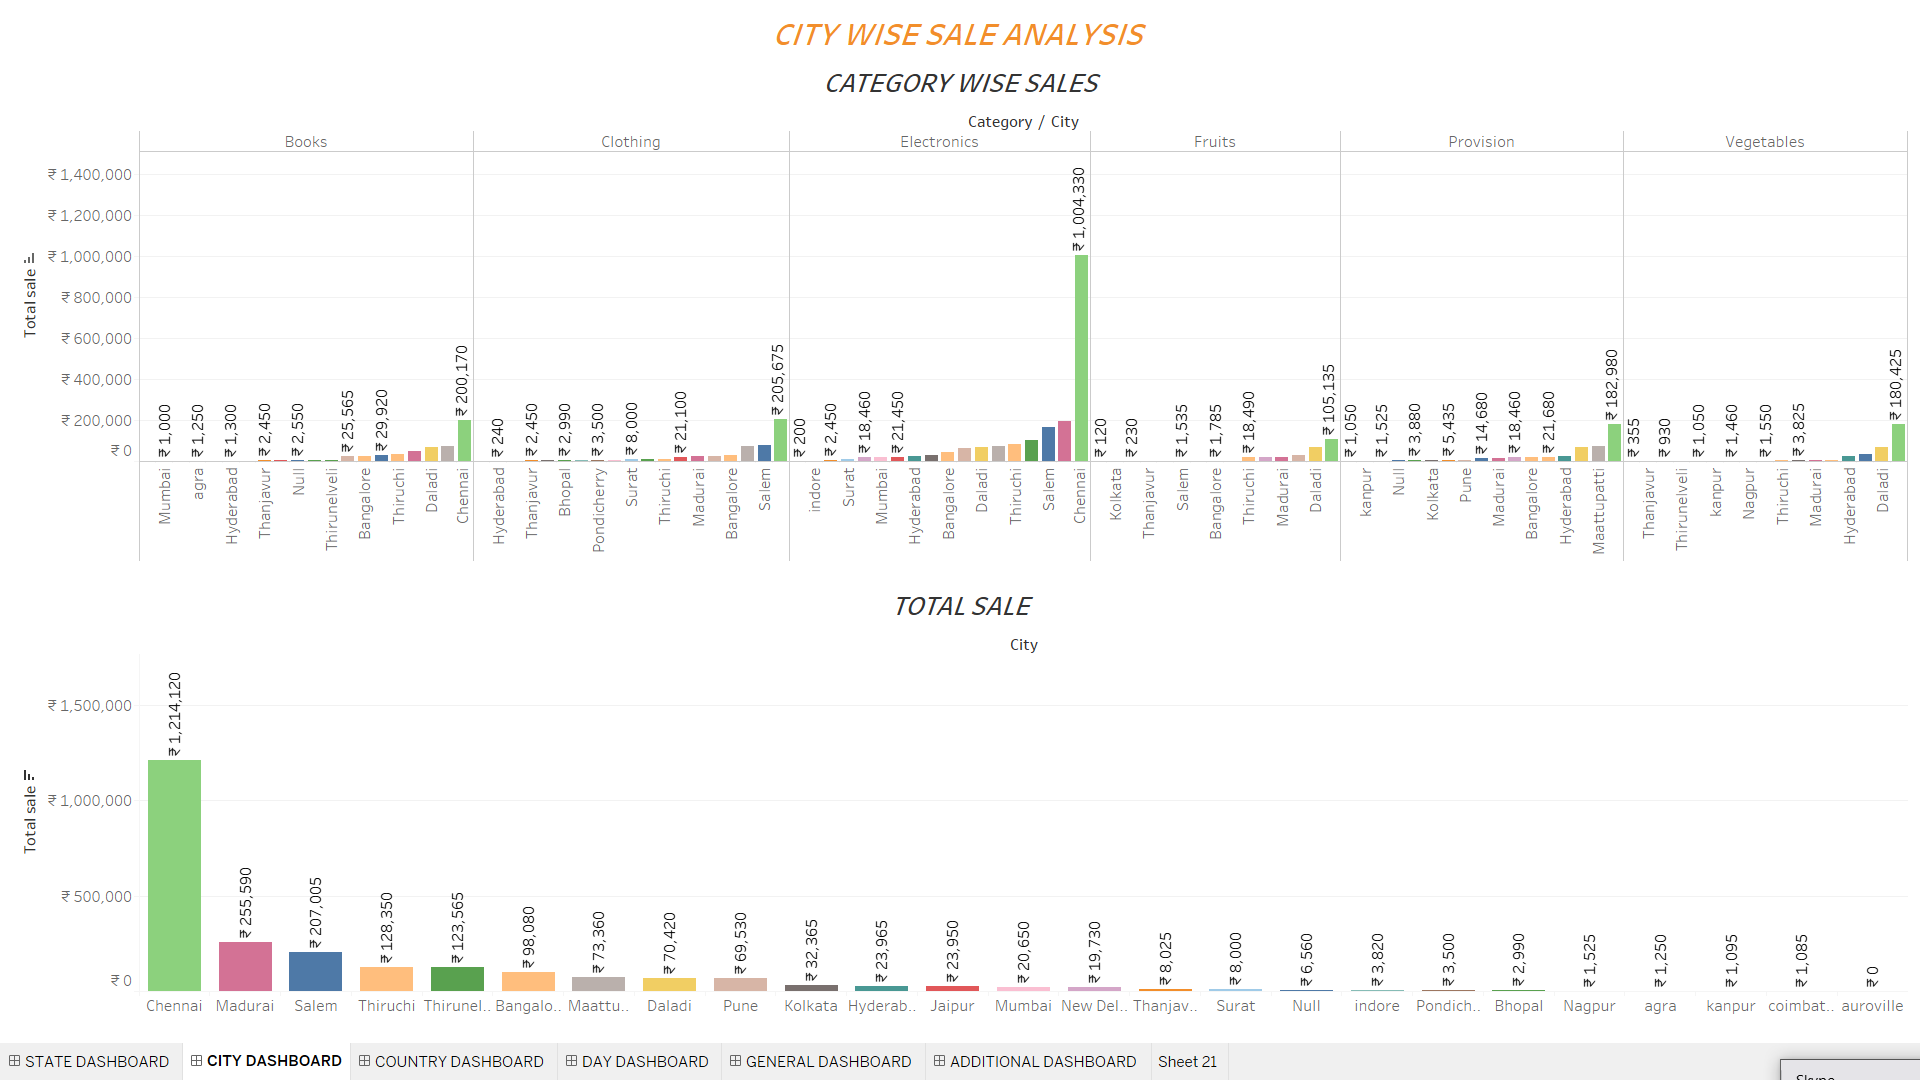 CITY WISE SALE ANALYSIS
CATEGORY WISE SALES
Category / City
Books Clothing Electronics Fruits Provision Vegetables
Total sale
₹ 1,400,000
₹ 1,200,000
₹ 1,000,000
₹ 800,000
₹ 600,000
₹ 400,000
₹ 200,000
₹ 0
₹ 1,000 ₹ 1,250 ₹ 1,300 ₹ 2,450 ₹ 2,550 ₹ 25,565 ₹ 29,920 ₹ 200,170
₹ 240 ₹ 2,450 ₹ 2,990 ₹ 3,500 ₹ 8,000 ₹ 21,100 ₹ 205,675
₹ 200 ₹ 2,450 ₹ 18,460 ₹ 21,450 ₹ 1,004,330
₹ 120 ₹ 230 ₹ 1,535 ₹ 1,785 ₹ 18,490 ₹ 105,135
₹ 1,050 ₹ 1,525 ₹ 3,880 ₹ 5,435 ₹ 14,680 ₹ 18,460 ₹ 21,680 ₹ 182,980
₹ 355 ₹ 930 ₹ 1,050 ₹ 1,460 ₹ 1,550 ₹ 3,825 ₹ 180,425
Mumbai agra Hyderabad Thanjavur Null Thirunelveli Bangalore Thiruchi Daladi Chennai
Hyderabad Thanjavur Bhopal Pondicherry Surat Thiruchi Madurai Bangalore Salem
indore Surat Mumbai Hyderabad Bangalore Daladi Thiruchi Salem Chennai
Kolkata Thanjavur Salem Bangalore Thiruchi Madurai Daladi
kanpur Null Kolkata Pune Madurai Bangalore Hyderabad Maattupatti
Thanjavur Thirunelveli kanpur Nagpur Thiruchi Madurai Hyderabad Daladi
TOTAL SALE
City
Total sale
₹ 1,500,000
₹ 1,000,000
₹ 500,000
₹ 0
₹ 1,214,120 ₹ 255,590 ₹ 207,005 ₹ 128,350 ₹ 123,565 ₹ 98,080 ₹ 73,360 ₹ 70,420 ₹ 69,530 ₹ 32,365 ₹ 23,965 ₹ 23,950 ₹ 20,650 ₹ 19,730 ₹ 8,025 ₹ 8,000 ₹ 6,560 ₹ 3,820 ₹ 3,500 ₹ 2,990 ₹ 1,525 ₹ 1,250 ₹ 1,095 ₹ 1,085 ₹ 0
Chennai Madurai Salem Thiruchi Thirunel.. Bangalo.. Maattu.. Daladi Pune Kolkata Hyderab.. Jaipur Mumbai New Del.. Thanjav.. Surat Null indore Pondich.. Bhopal Nagpur agra kanpur coimbat.. auroville
STATE DASHBOARD CITY DASHBOARD COUNTRY DASHBOARD DAY DASHBOARD GENERAL DASHBOARD ADDITIONAL DASHBOARD Sheet 21